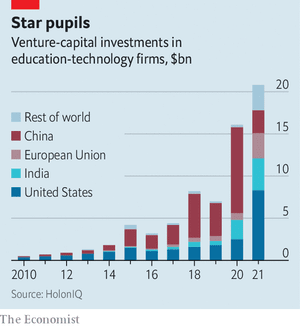 Star pupils
Venture-capital investments in
education-technology firms, $bn
20
Rest of world
China
15
European Union
India
10
United States
5
0
2010 12 14 15 16 17 18 19 20 21
Source: HolonIQ
The Economist